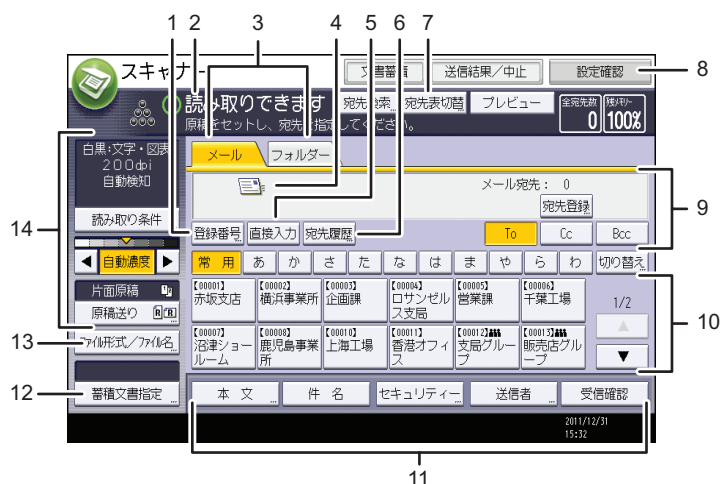 1 2 3 4 5 6 7
スキャナー 文書蓄積 送信結果/中止 設定確認 8
読み取りできます 宛先検索 宛先表切替 プレビュー 全宛先数 0 残メモリー 100%
原稿をセットし、宛先を指定してください。
白黒:文字・図表
200dpi
自動検知
読み取り条件
メール フォルダー
メール宛先: 0
宛先登録
9
登録番号 直接入力 宛先履歴 To Cc Bcc
14
自動濃度 常用 あ か さ た な は ま や ら わ 切り替え
片面原稿
原稿送り
【00001】 【00002】 【00003】 【00004】 【00005】 【00006】
赤坂支店 横浜事業所 企画課 ロサンゼルス支局 営業課 千葉工場 1/2
10
【00007】 【00008】 【00010】 【00011】 【00012】 【00013】
沼津ショールーム 鹿児島事業所 上海工場 香港オフィス 支局グループ 販売店グループ
13 ファイル形式/ファイル名
12 蓄積文書指定 本文 件名 セキュリティー 送信者 受信確認
2011/12/31
15:32
11